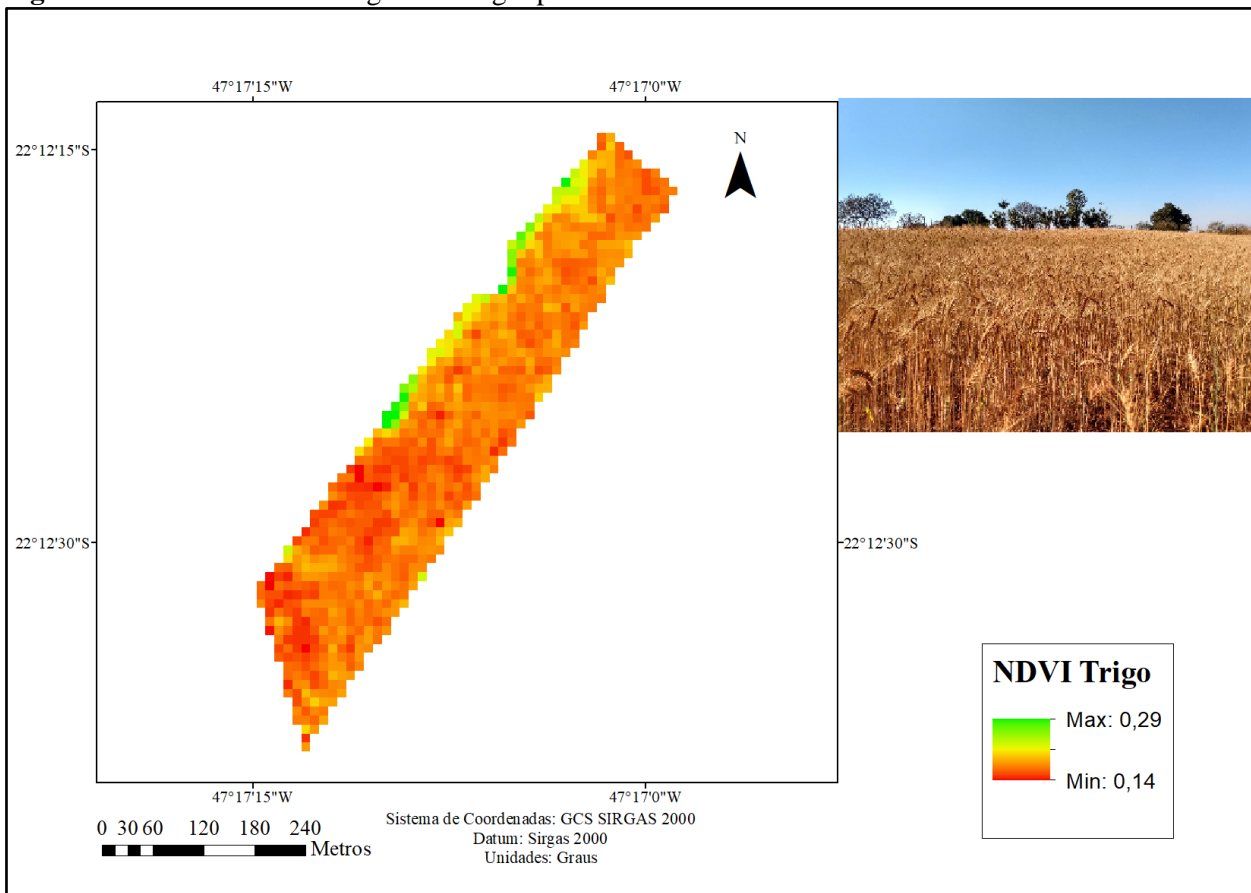 47°17'15"W 47°17'0"W
22°12'15"S
N
22°12'30"S 22°12'30"S
NDVI Trigo
Max: 0,29
Min: 0,14
47°17'15"W 47°17'0"W
0 30 60 120 180 240
Metros
Sistema de Coordenadas: GCS SIRGAS 2000
Datum: Sirgas 2000
Unidades: Graus